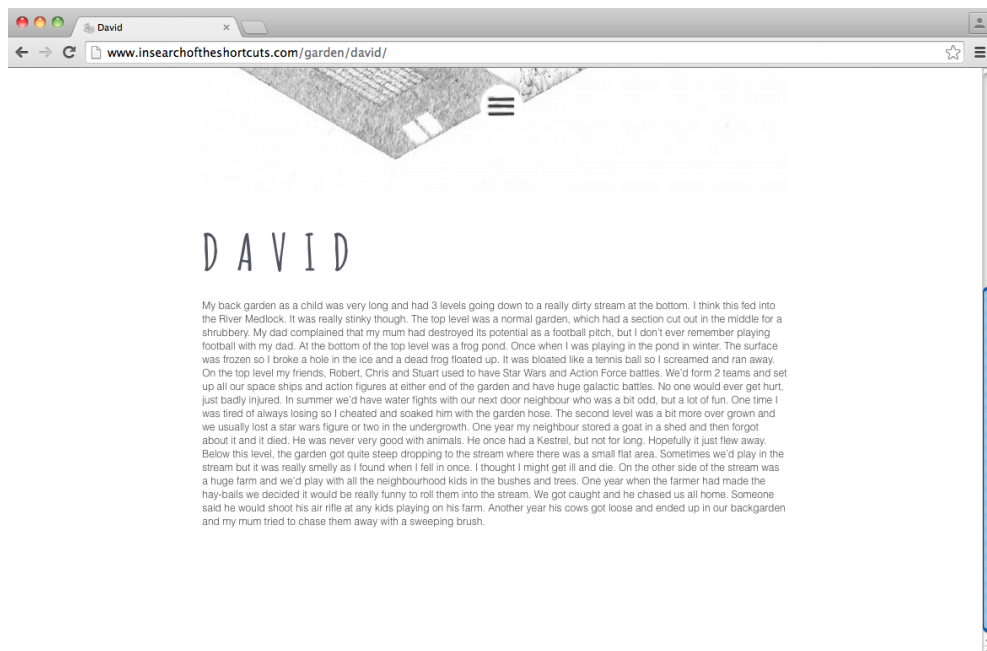 David
www.insearchoftheshortcuts.com/garden/david/
DAVID
My back garden as a child was very long and had 3 levels going down to a really dirty stream at the bottom. I think this fed into
the River Medlock. It was really stinky though. The top level was a normal garden, which had a section cut out in the middle for a
shrubbery. My dad complained that my mum had destroyed its potential as a football pitch, but I don't ever remember playing
football with my dad. At the bottom of the top level was a frog pond. Once when I was playing in the pond in winter. The surface
was frozen so I broke a hole in the ice and a dead frog floated up. It was bloated like a tennis ball so I screamed and ran away.
On the top level my friends, Robert, Chris and Stuart used to have Star Wars and Action Force battles. We'd form 2 teams and set
up all our space ships and action figures at either end of the garden and have huge galactic battles. No one would ever get hurt,
just badly injured. In summer we'd have water fights with our next door neighbour who was a bit odd, but a lot of fun. One time I
was tired of always losing so I cheated and soaked him with the garden hose. The second level was a bit more over grown and
we usually lost a star wars figure or two in the undergrowth. One year my neighbour stored a goat in a shed and then forgot
about it and it died. He was never very good with animals. He once had a Kestrel, but not for long. Hopefully it just flew away.
Below this level, the garden got quite steep dropping to the stream where there was a small flat area. Sometimes we'd play in the
stream but it was really smelly as I found when I fell in once. I thought I might get ill and die. On the other side of the stream was
a huge farm and we'd play with all the neighbourhood kids in the bushes and trees. One year when the farmer had made the
hay-bails we decided it would be really funny to roll them into the stream. We got caught and he chased us all home. Someone
said he would shoot his air rifle at any kids playing on his farm. Another year his cows got loose and ended up in our backgarden
and my mum tried to chase them away with a sweeping brush.